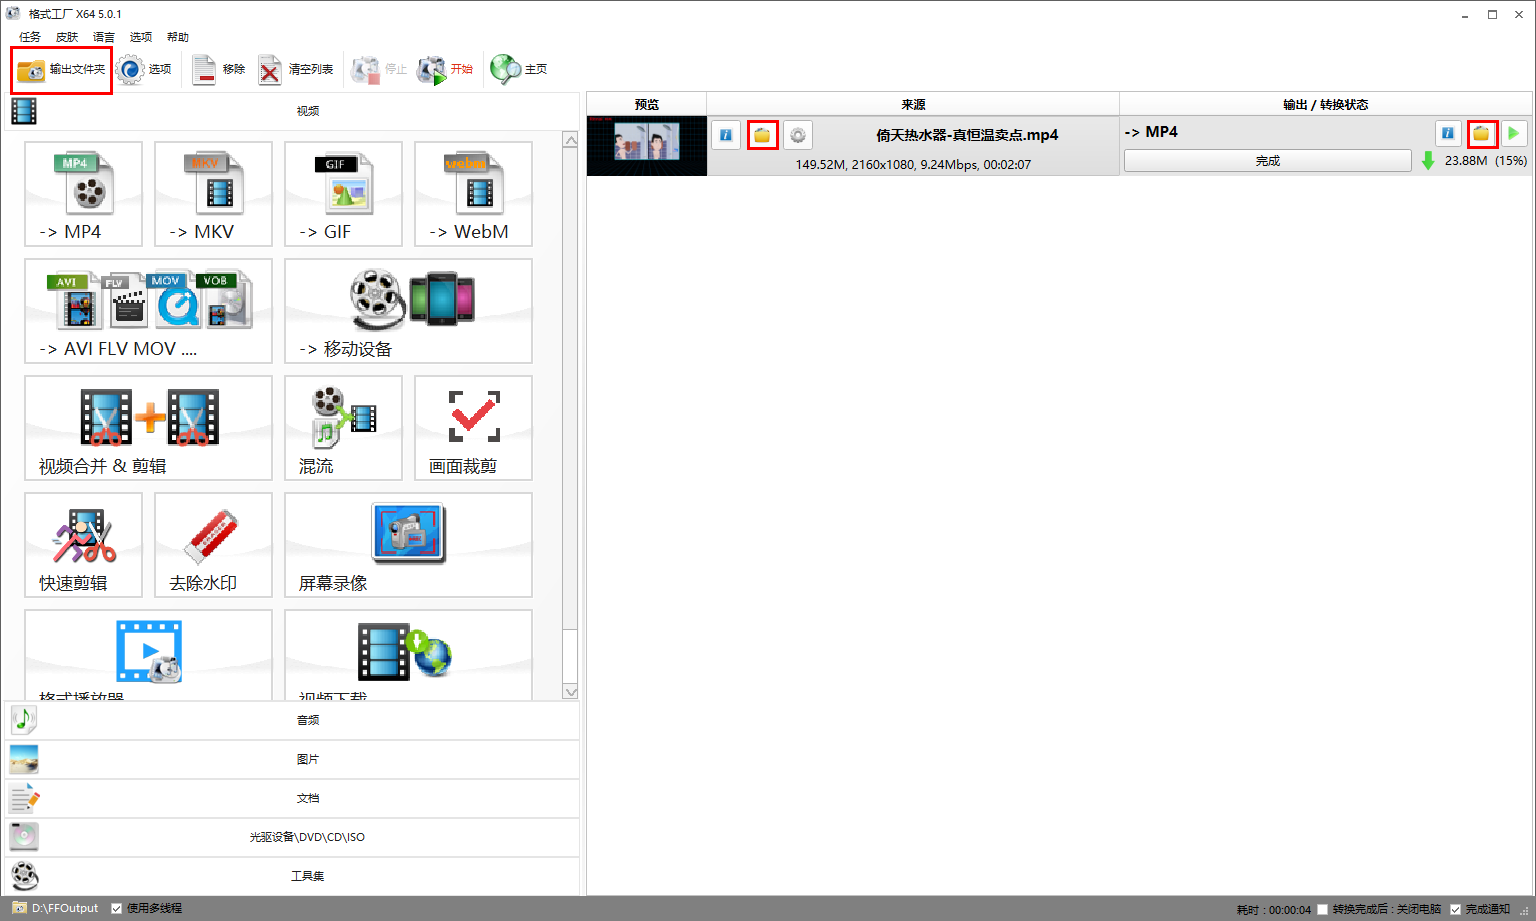 格式工厂 X64 5.0.1
任务 皮肤 语言 选项 帮助
输出文件夹 选项 移除 清空列表 停止 开始 主页
视频
MP4
-> MP4
MKV
-> MKV
GIF
-> GIF
webm
-> WebM
AVI FLV MOV VOB
-> AVI FLV MOV ....
-> 移动设备
视频合并 & 剪辑
混流
画面裁剪
快速剪辑
去除水印
屏幕录像
格式播放器
视频下载
音频
图片
文档
光驱设备\DVD\CD\ISO
工具集
预览 来源 输出 / 转换状态
倚天热水器-真恒温卖点.mp4
149.52M, 2160x1080, 9.24Mbps, 00:02:07
-> MP4
完成
23.88M (15%)
D:\FFOutput 使用多线程
耗时 : 00:00:04 转换完成后 : 关闭电脑 完成通知